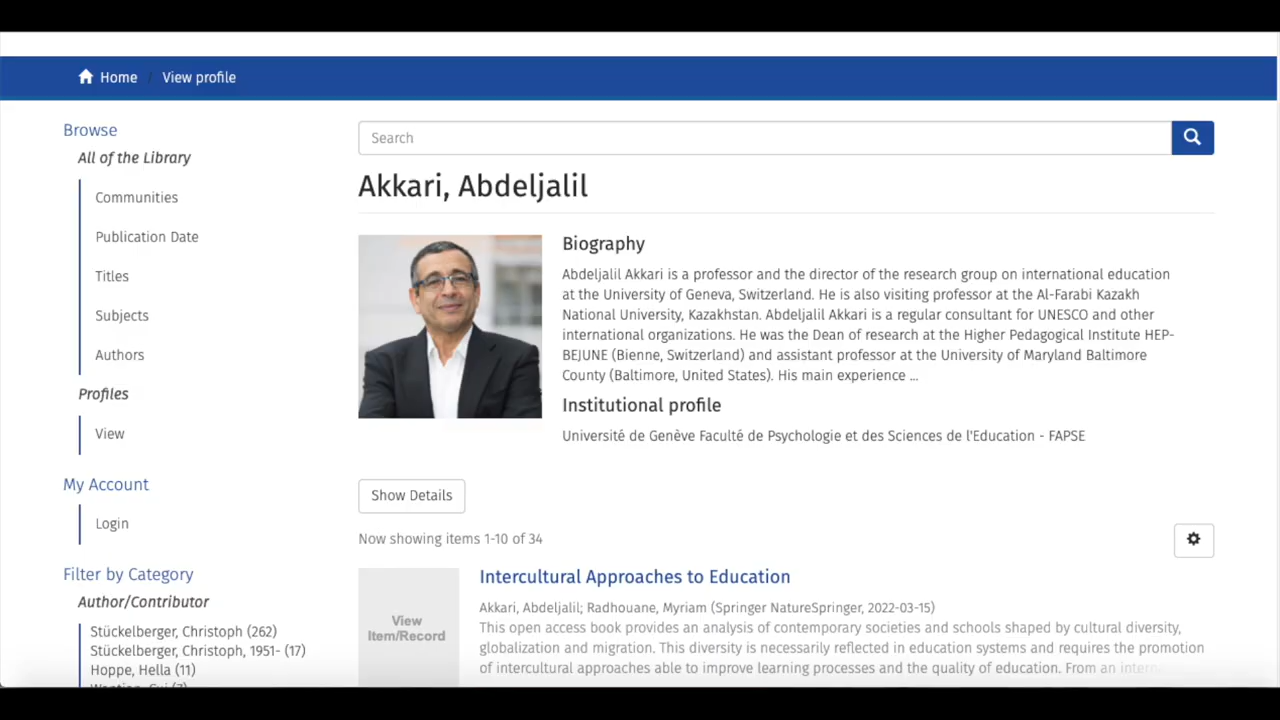 Home / View profile
Browse
All of the Library
Communities
Publication Date
Titles
Subjects
Authors
Profiles
View
My Account
Login
Filter by Category
Author/Contributor
Stückelberger, Christoph (262)
Stückelberger, Christoph, 1951- (17)
Hoppe, Hella (11)
Search
Akkari, Abdeljalil
Biography
Abdeljalil Akkari is a professor and the director of the research group on international education
at the University of Geneva, Switzerland. He is also visiting professor at the Al-Farabi Kazakh
National University, Kazakhstan. Abdeljalil Akkari is a regular consultant for UNESCO and other
international organizations. He was the Dean of research at the Higher Pedagogical Institute HEP-
BEJUNE (Bienne, Switzerland) and assistant professor at the University of Maryland Baltimore
County (Baltimore, United States). His main experience ...
Institutional profile
Université de Genève Faculté de Psychologie et des Sciences de l'Education - FAPSE
Show Details
Now showing items 1-10 of 34
View
Item/Record
Intercultural Approaches to Education
Akkari, Abdeljalil; Radhouane, Myriam (Springer NatureSpringer, 2022-03-15)
This open access book provides an analysis of contemporary societies and schools shaped by cultural diversity,
globalization and migration. This diversity is necessarily reflected in education systems and requires the promotion
of intercultural approaches able to improve learning processes and the quality of education. From an